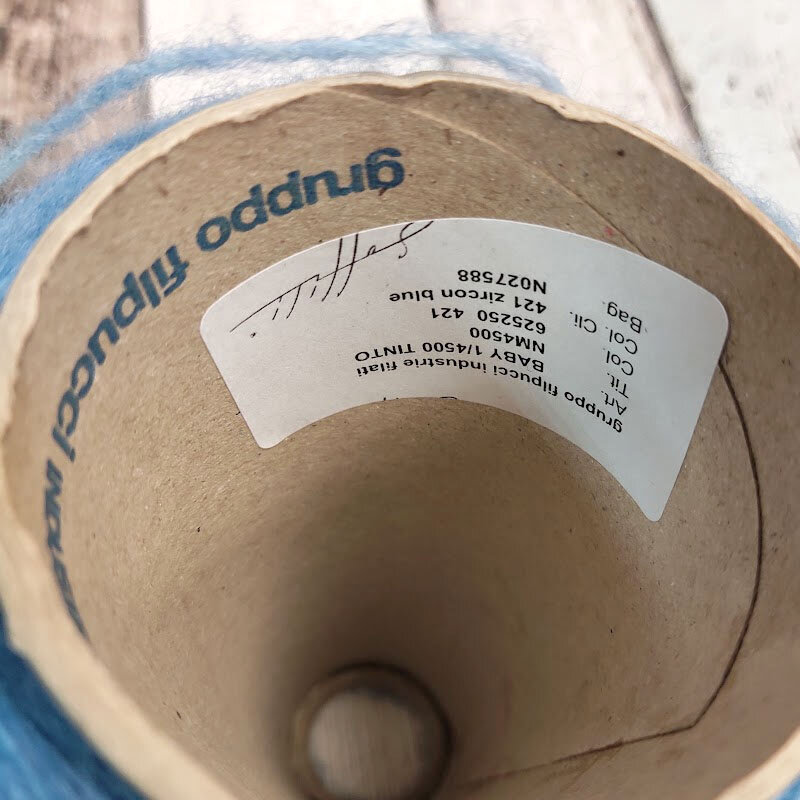 gruppo filpucci
gruppo filpucci industrie filati
Art. BABY 1/4500 TINTO
Tit. NM4500
Col. 625250 421
Col. Cli. 421 zircon blue
Bag. N027588